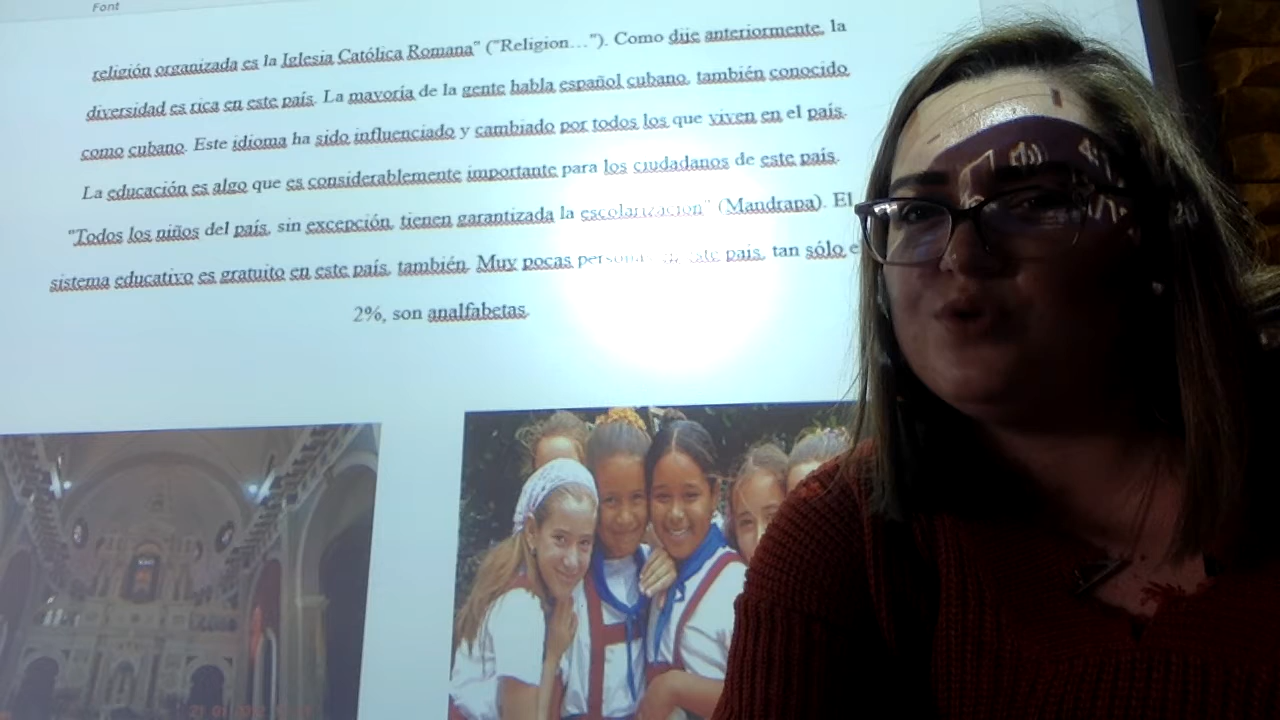 Font
religión organizada es la Iglesia Católica Romana" ("Religion…"). Como dije anteriormente, la
diversidad es rica en este país. La mayoría de la gente habla español cubano, también conocido
como cubano. Este idioma ha sido influenciado y cambiado por todos los que viven en el país.
La educación es algo que es considerablemente importante para los ciudadanos de este país.
"Todos los niños del país, sin excepción, tienen garantizada la escolarización" (Mandrapa). El
sistema educativo es gratuito en este país, también. Muy pocas país, tan sólo e
2%, son analfabetas.